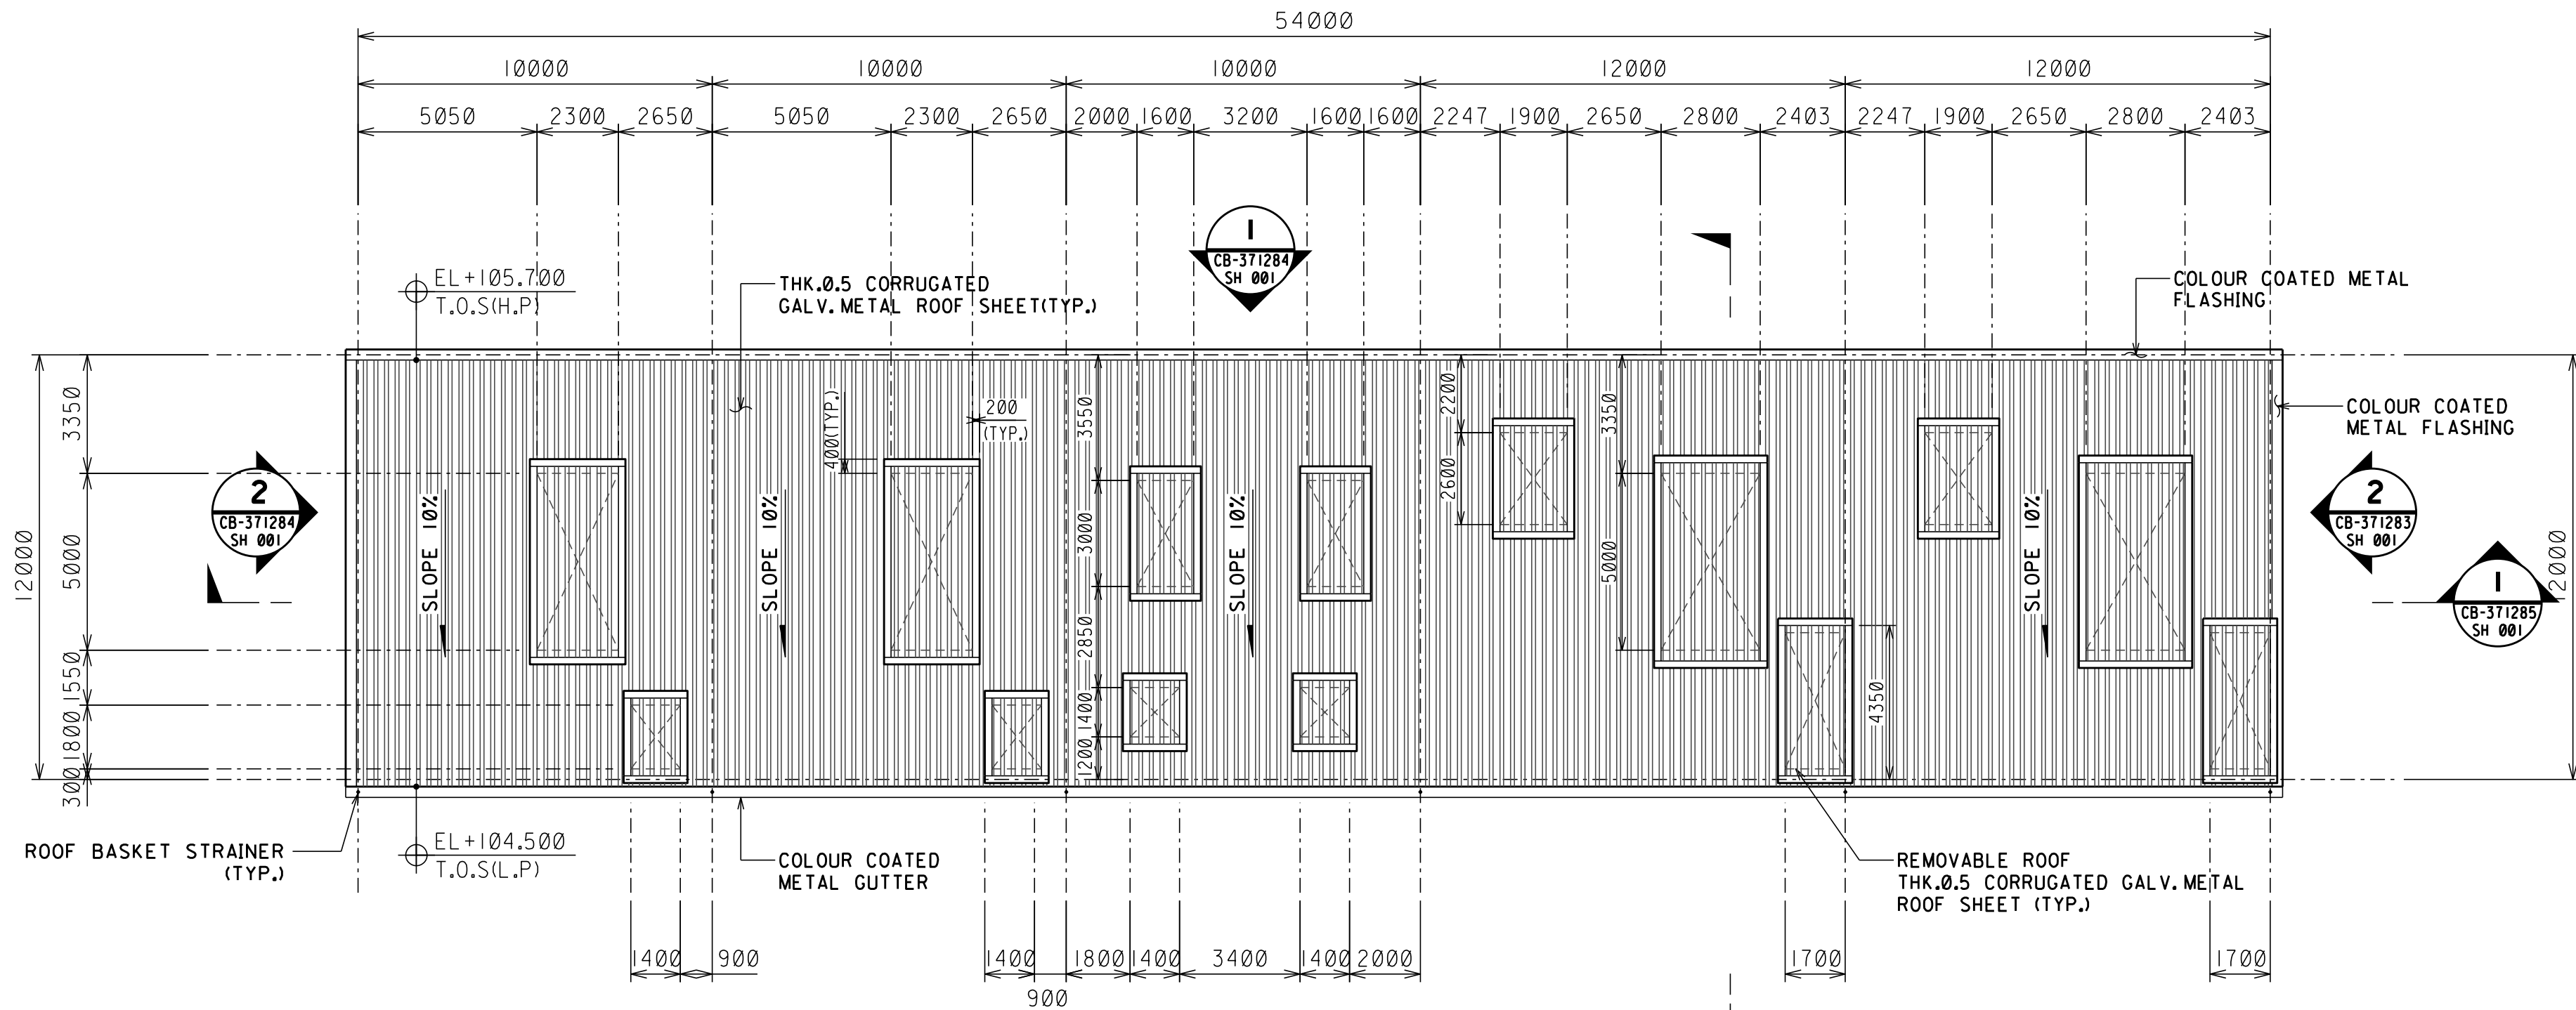 54000
10000 10000 10000 12000 12000
5050 2300 2650 5050 2300 2650 2000 1600 3200 1600 1600 2247 1900 2650 2800 2403 2247 1900 2650 2800 2403
1
CB-371284
SH 001
EL+105.700
T.O.S(H.P)
THK.0.5 CORRUGATED
GALV.METAL ROOF SHEET(TYP.)
COLOUR COATED METAL
FLASHING
COLOUR COATED
METAL FLASHING
12000
3350
5000
1550
1800
300
2
CB-371284
SH 001
SLOPE 10%
SLOPE 10%
400(TYP.)
200
(TYP.)
3550
3000
2850
1400
1200
SLOPE 10%
2200
2600
3350
5000
4350
SLOPE 10%
2
CB-371283
SH 001
1
CB-371285
SH 001
12000
ROOF BASKET STRAINER
(TYP.)
EL+104.500
T.O.S(L.P)
COLOUR COATED
METAL GUTTER
REMOVABLE ROOF
THK.0.5 CORRUGATED GALV.METAL
ROOF SHEET (TYP.)
1400 900 1400 1800 1400 3400 1400 2000 1700 1700
900